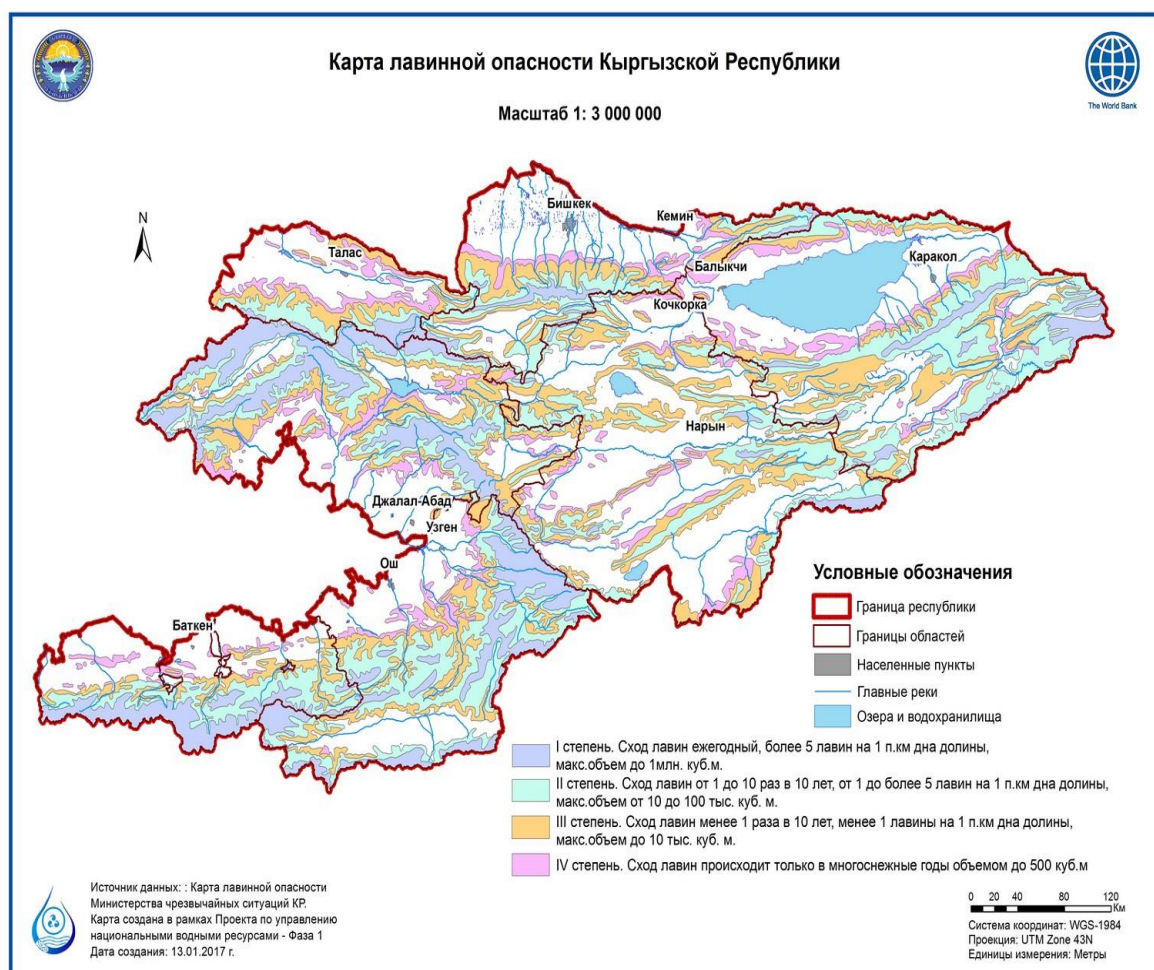 Карта лавинной опасности Кыргызской Республики
The World Bank
Масштаб 1: 3 000 000
N
Бишкек
Кемин
Талас
Балыкчи
Каракол
Кочкорка
Нарын
Джалал-Абад
Узген
Ош
Баткен
Условные обозначения
Граница республики
Границы областей
Населенные пункты
Главные реки
Озера и водохранилища
I степень. Сход лавин ежегодный, более 5 лавин на 1 п.км дна долины,
макс.объем до 1млн. куб.м.
II степень. Сход лавин от 1 до 10 раз в 10 лет, от 1 до более 5 лавин на 1 п.км дна долины,
макс.объем от 10 до 100 тыс. куб. м.
III степень. Сход лавин менее 1 раза в 10 лет, менее 1 лавины на 1 п.км дна долины,
макс.объем до 10 тыс. куб. м.
IV степень. Сход лавин происходит только в многоснежные годы объемом до 500 куб.м
Источник данных: : Карта лавинной опасности
Министерства чрезвычайных ситуаций КР.
Карта создана в рамках Проекта по управлению
национальными водными ресурсами - Фаза 1
Дата создания: 13.01.2017 г.
0 20 40 80 120
Км
Система координат: WGS-1984
Проекция: UTM Zone 43N
Единицы измерения: Метры